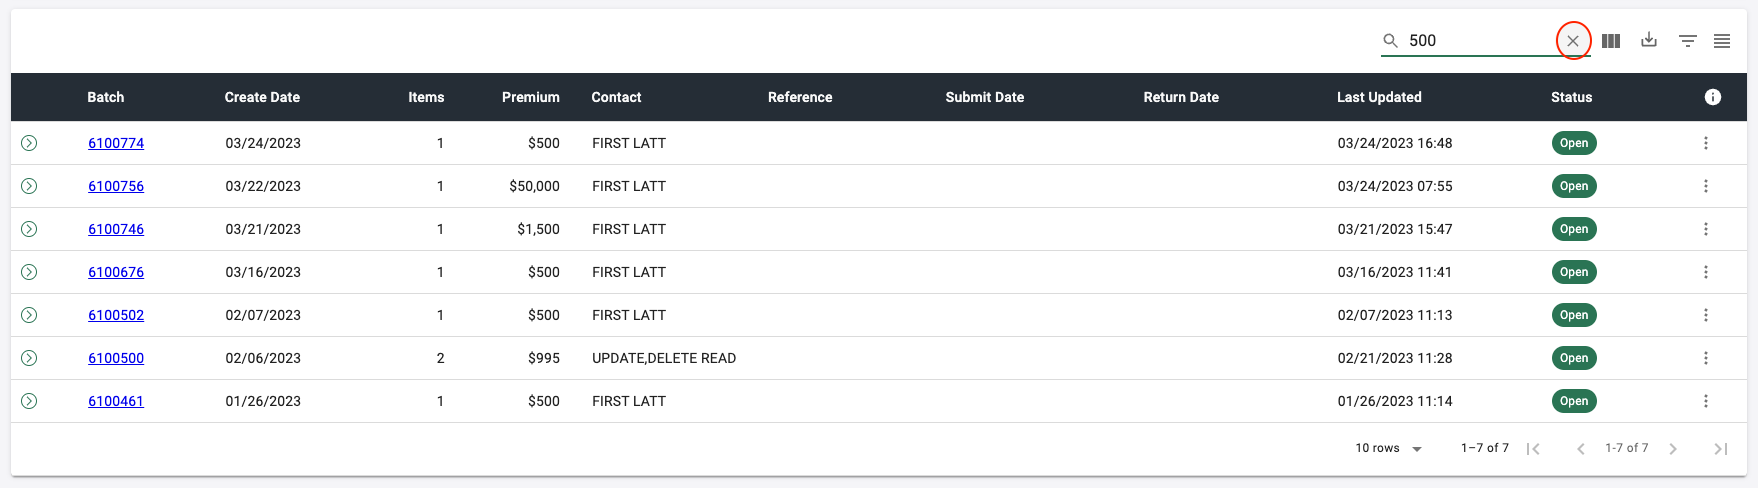 500
Batch Create Date Items Premium Contact Reference Submit Date Return Date Last Updated Status
6100774 03/24/2023 1 $500 FIRST LATT 03/24/2023 16:48 Open
6100756 03/22/2023 1 $50,000 FIRST LATT 03/24/2023 07:55 Open
6100746 03/21/2023 1 $1,500 FIRST LATT 03/21/2023 15:47 Open
6100676 03/16/2023 1 $500 FIRST LATT 03/16/2023 11:41 Open
6100502 02/07/2023 1 $500 FIRST LATT 02/07/2023 11:13 Open
6100500 02/06/2023 2 $995 UPDATE,DELETE READ 02/21/2023 11:28 Open
6100461 01/26/2023 1 $500 FIRST LATT 01/26/2023 11:14 Open
10 rows 1–7 of 7 1-7 of 7